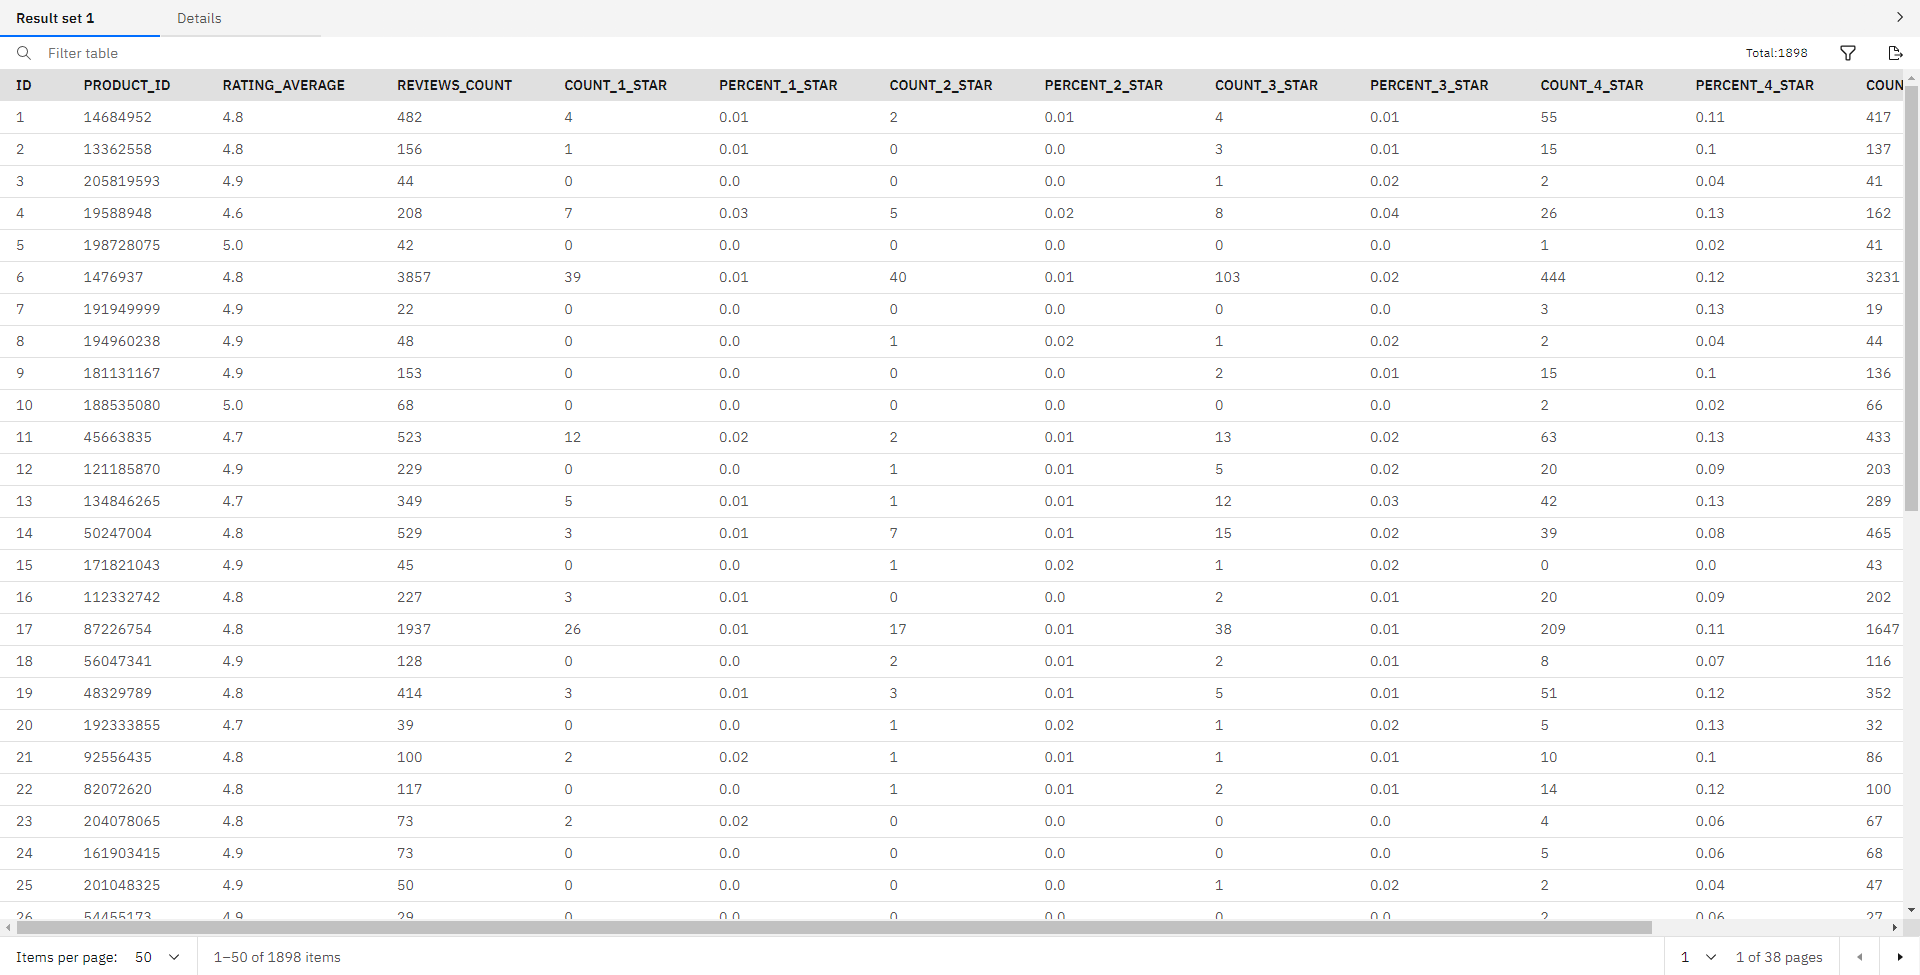 Result set 1 Details
Filter table Total:1898
ID PRODUCT_ID RATING_AVERAGE REVIEWS_COUNT COUNT_1_STAR PERCENT_1_STAR COUNT_2_STAR PERCENT_2_STAR COUNT_3_STAR PERCENT_3_STAR COUNT_4_STAR PERCENT_4_STAR COUN
1 14684952 4.8 482 4 0.01 2 0.01 4 0.01 55 0.11 417
2 13362558 4.8 156 1 0.01 0 0.0 3 0.01 15 0.1 137
3 205819593 4.9 44 0 0.0 0 0.0 1 0.02 2 0.04 41
4 19588948 4.6 208 7 0.03 5 0.02 8 0.04 26 0.13 162
5 198728075 5.0 42 0 0.0 0 0.0 0 0.0 1 0.02 41
6 1476937 4.8 3857 39 0.01 40 0.01 103 0.02 444 0.12 3231
7 191949999 4.9 22 0 0.0 0 0.0 0 0.0 3 0.13 19
8 194960238 4.9 48 0 0.0 1 0.02 1 0.02 2 0.04 44
9 181131167 4.9 153 0 0.0 0 0.0 2 0.01 15 0.1 136
10 188535080 5.0 68 0 0.0 0 0.0 0 0.0 2 0.02 66
11 45663835 4.7 523 12 0.02 2 0.01 13 0.02 63 0.13 433
12 121185870 4.9 229 0 0.0 1 0.01 5 0.02 20 0.09 203
13 134846265 4.7 349 5 0.01 1 0.01 12 0.03 42 0.13 289
14 50247004 4.8 529 3 0.01 7 0.01 15 0.02 39 0.08 465
15 171821043 4.9 45 0 0.0 1 0.02 1 0.02 0 0.0 43
16 112332742 4.8 227 3 0.01 0 0.0 2 0.01 20 0.09 202
17 87226754 4.8 1937 26 0.01 17 0.01 38 0.01 209 0.11 1647
18 56047341 4.9 128 0 0.0 2 0.01 2 0.01 8 0.07 116
19 48329789 4.8 414 3 0.01 3 0.01 5 0.01 51 0.12 352
20 192333855 4.7 39 0 0.0 1 0.02 1 0.02 5 0.13 32
21 92556435 4.8 100 2 0.02 1 0.01 1 0.01 10 0.1 86
22 82072620 4.8 117 0 0.0 1 0.01 2 0.01 14 0.12 100
23 204078065 4.8 73 2 0.02 0 0.0 0 0.0 4 0.06 67
24 161903415 4.9 73 0 0.0 0 0.0 0 0.0 5 0.06 68
25 201048325 4.9 50 0 0.0 0 0.0 1 0.02 2 0.04 47
26 54455173 4.9 29 0 0.0 0 0.0 0 0.0 2 0.06 27
Items per page: 50 1–50 of 1898 items 1 1 of 38 pages